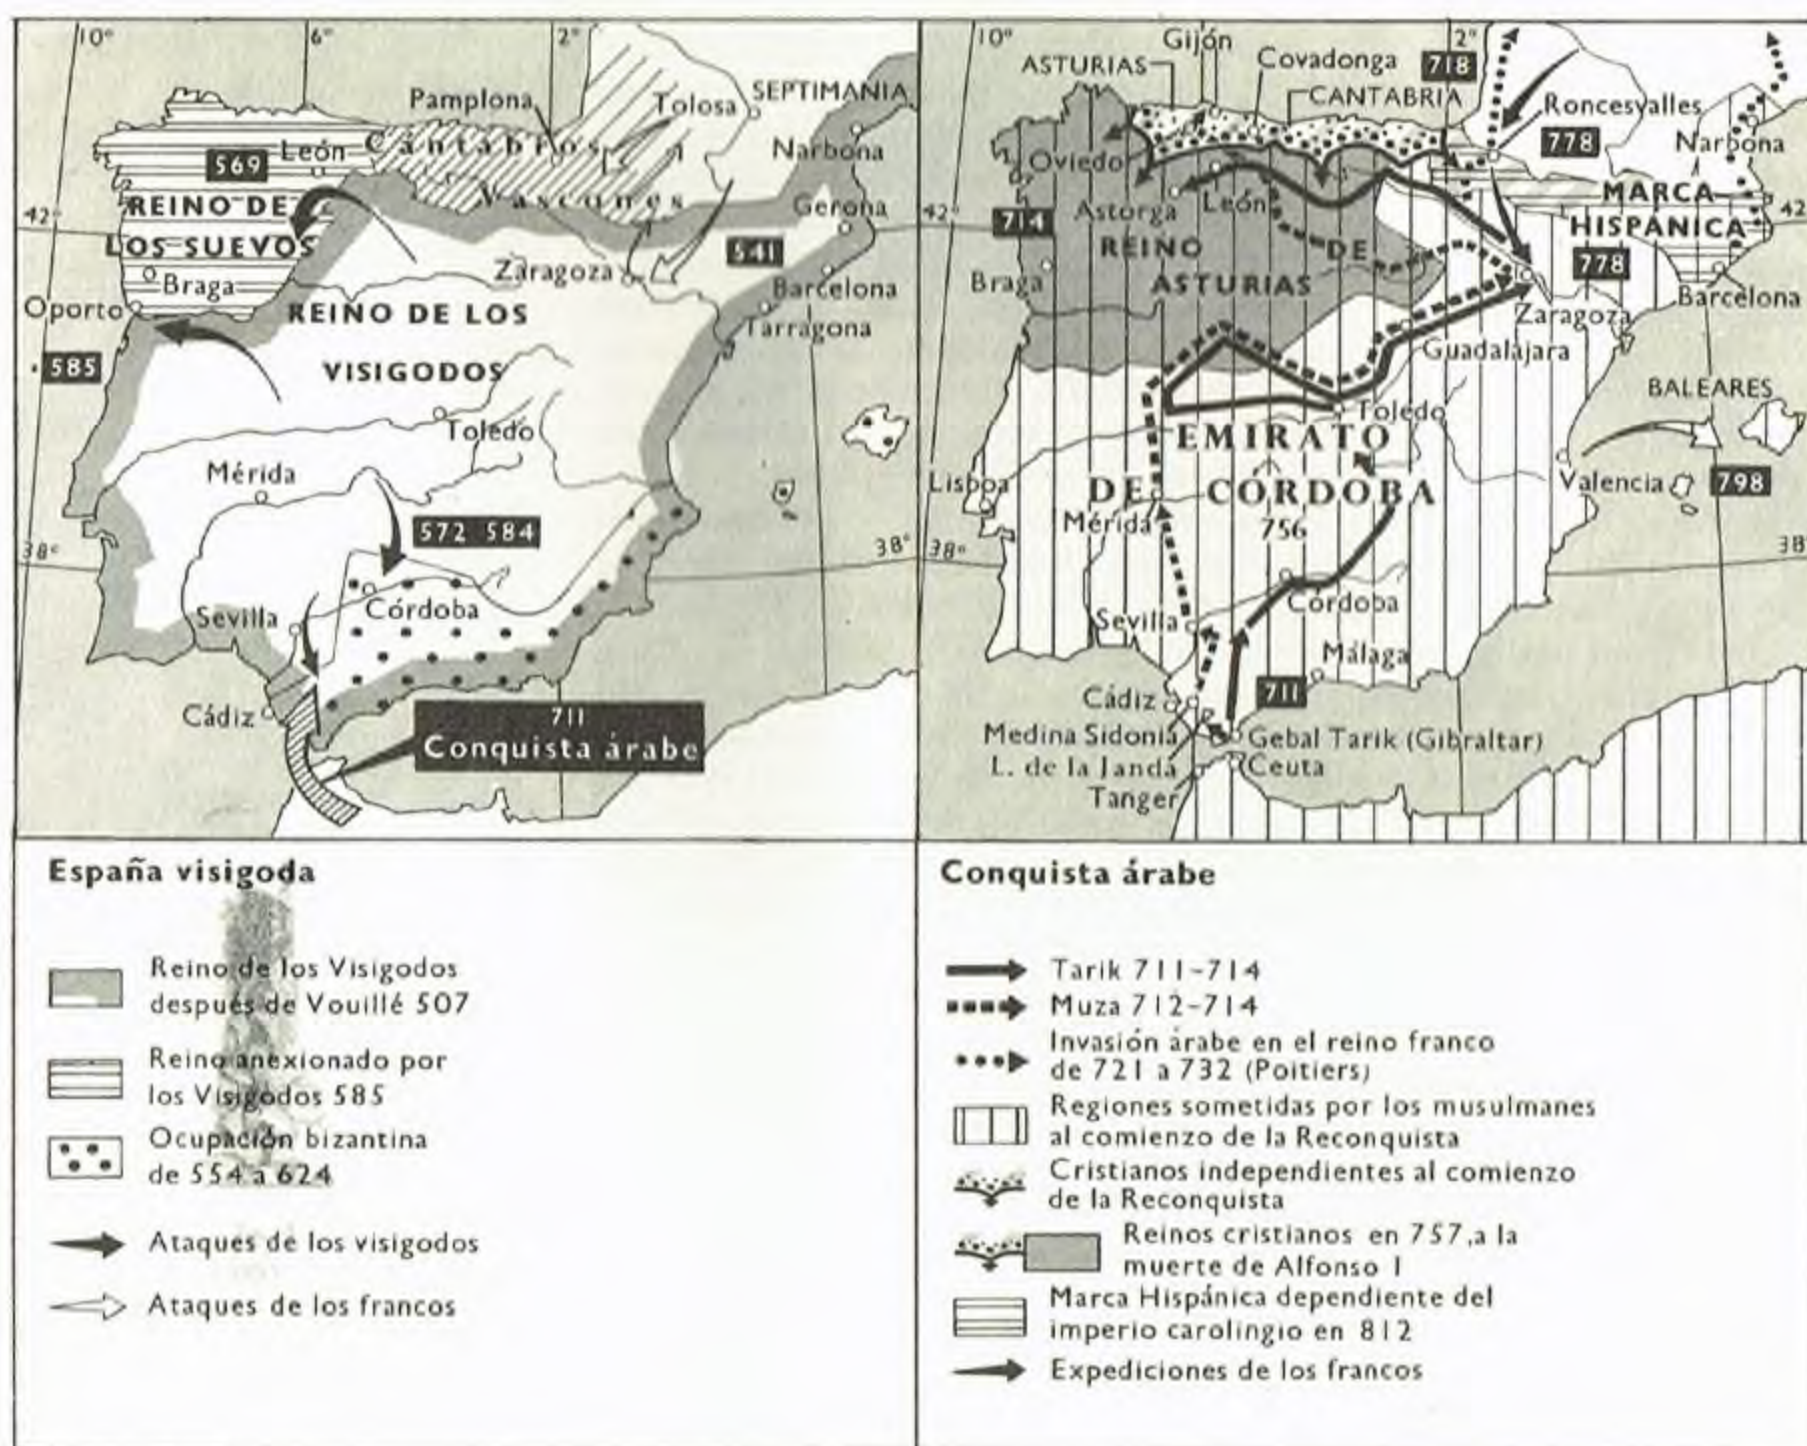 10°
6°
2°
Pamplona
Tolosa
SEPTIMANIA
569
León
Cántabros
Narbona
REINO DE
Vascones
42°
Gerona
LOS SUEVOS
541
Braga
Zaragoza
Barcelona
Oporto
REINO DE LOS
Tarragona
585
VISIGODOS
Toledo
Mérida
572 584
38°
38°
Sevilla
Córdoba
Cádiz
711
Conquista árabe
10°
Gijón
2°
ASTURIAS
Covadonga
718
CANTABRIA
Roncesvalles
Oviedo
778
Narbona
MARCA
42°
Astorga
León
714
HISPANICA
42
REINO
DE
778
Braga
ASTURIAS
Barcelona
Zaragoza
Guadalajara
BALEARES
Toledo
EMIRATO
Lisboa
DE CÓRDOBA
Valencia
798
Mérida
756
38°
38
Córdoba
Sevilla
Málaga
Cádiz
711
Medina Sidonia
Gebal Tarik (Gibraltar)
L. de la Janda
Ceuta
Tanger
España visigoda
Reino de los Visigodos
después de Vouillé 507
Reino anexionado por
los Visigodos 585
Ocupación bizantina
de 554 a 624
Ataques de los visigodos
Ataques de los francos
Conquista árabe
Tarik 711-714
Muza 712-714
Invasión árabe en el reino franco
de 721 a 732 (Poitiers)
Regiones sometidas por los musulmanes
al comienzo de la Reconquista
Cristianos independientes al comienzo
de la Reconquista
Reinos cristianos en 757,a la
muerte de Alfonso I
Marca Hispánica dependiente del
imperio carolingio en 812
Expediciones de los francos